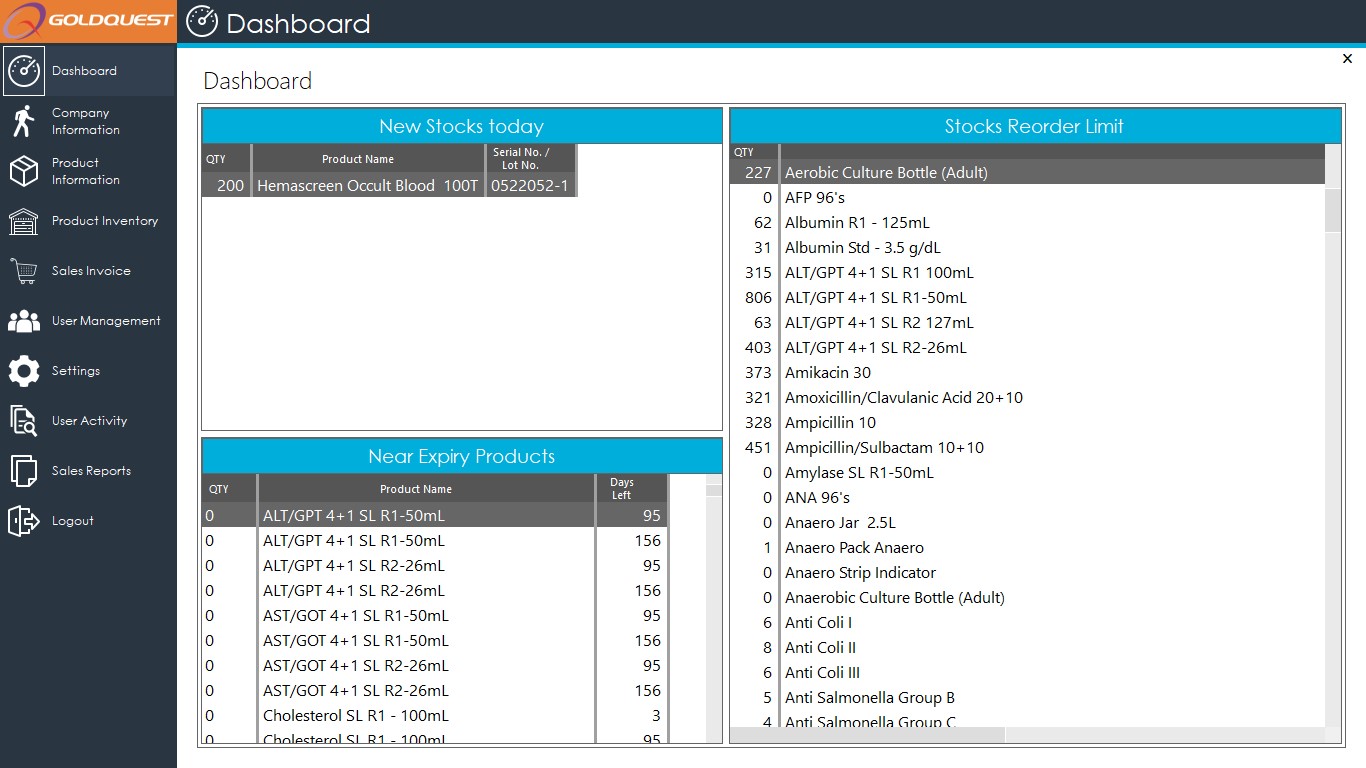 GOLDQUEST
Dashboard
Dashboard
Company
Information
Product
Information
Product Inventory
Sales Invoice
User Management
Settings
User Activity
Sales Reports
Logout
x
Dashboard
New Stocks today
QTY Product Name Serial No. /
Lot No.
200 Hemascreen Occult Blood 100T 0522052-1
Near Expiry Products
QTY Product Name Days
Left
0 ALT/GPT 4+1 SL R1-50mL 95
0 ALT/GPT 4+1 SL R1-50mL 156
0 ALT/GPT 4+1 SL R2-26mL 95
0 ALT/GPT 4+1 SL R2-26mL 156
0 AST/GOT 4+1 SL R1-50mL 95
0 AST/GOT 4+1 SL R1-50mL 156
0 AST/GOT 4+1 SL R2-26mL 95
0 AST/GOT 4+1 SL R2-26mL 156
0 Cholesterol SL R1 - 100mL 3
0 Cholesterol SL R1 - 100mL 95
Stocks Reorder Limit
QTY
227 Aerobic Culture Bottle (Adult)
0 AFP 96's
62 Albumin R1 - 125mL
31 Albumin Std - 3.5 g/dL
315 ALT/GPT 4+1 SL R1 100mL
806 ALT/GPT 4+1 SL R1-50mL
63 ALT/GPT 4+1 SL R2 127mL
403 ALT/GPT 4+1 SL R2-26mL
373 Amikacin 30
321 Amoxicillin/Clavulanic Acid 20+10
328 Ampicillin 10
451 Ampicillin/Sulbactam 10+10
0 Amylase SL R1-50mL
0 ANA 96's
0 Anaero Jar 2.5L
1 Anaero Pack Anaero
0 Anaero Strip Indicator
0 Anaerobic Culture Bottle (Adult)
6 Anti Coli I
8 Anti Coli II
6 Anti Coli III
5 Anti Salmonella Group B
4 Anti Salmonella Group C